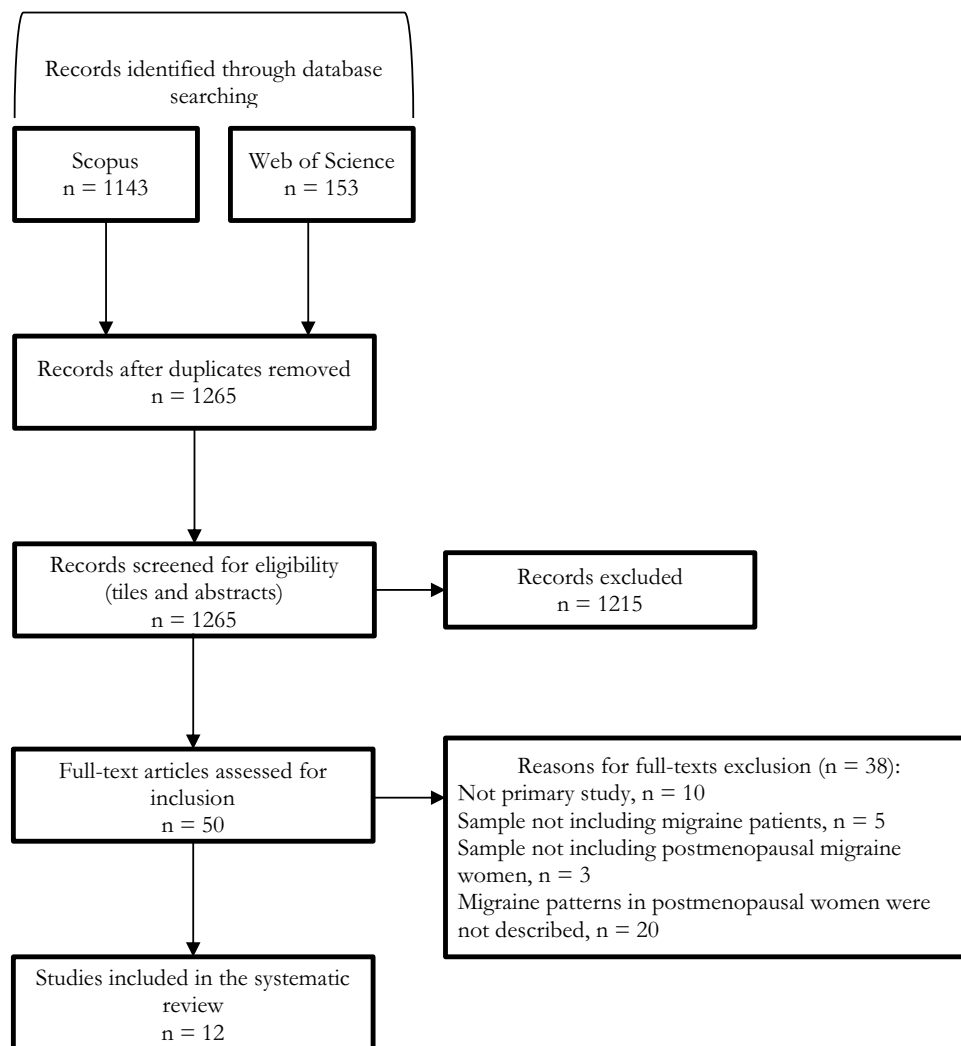 Records identified through database
searching
Scopus
n = 1143
Web of Science
n = 153
Records after duplicates removed
n = 1265
Records screened for eligibility
(tiles and abstracts)
n = 1265
Records excluded
n = 1215
Full-text articles assessed for
inclusion
n = 50
Reasons for full-texts exclusion (n = 38):
Not primary study, n = 10
Sample not including migraine patients, n = 5
Sample not including postmenopausal migraine
women, n = 3
Migraine patterns in postmenopausal women were
not described, n = 20
Studies included in the systematic
review
n = 12